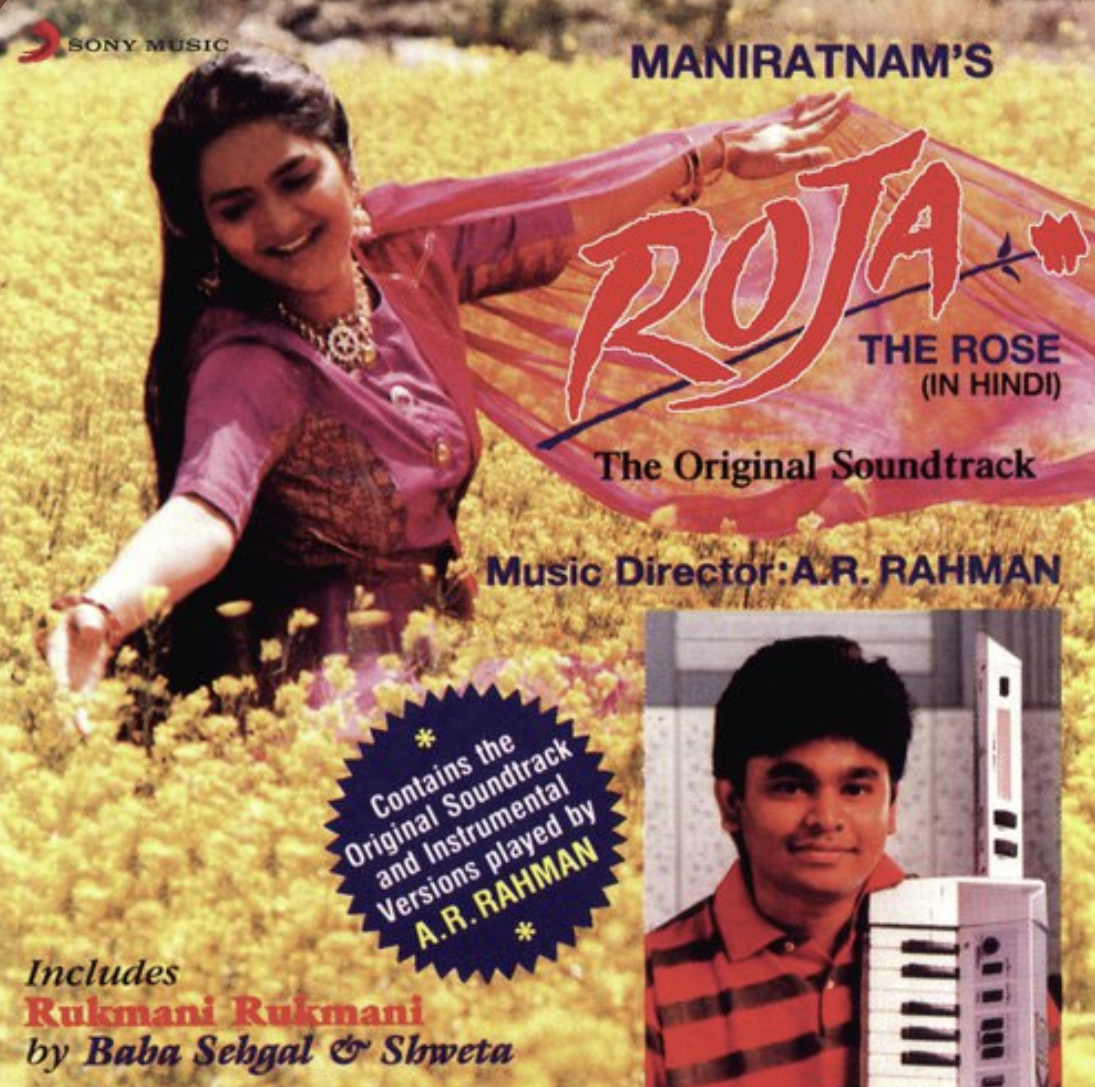 SONY MUSIC
MANIRATNAM'S
ROJA
THE ROSE
(IN HINDI)
The Original Soundtrack
Music Director:A.R. RAHMAN
*
Contains the
Original Soundtrack
and Instrumental
Versions played by
A.R. RAHMAN
*
Includes
Rukmani Rukmani
by Baba Sehgal & Shweta